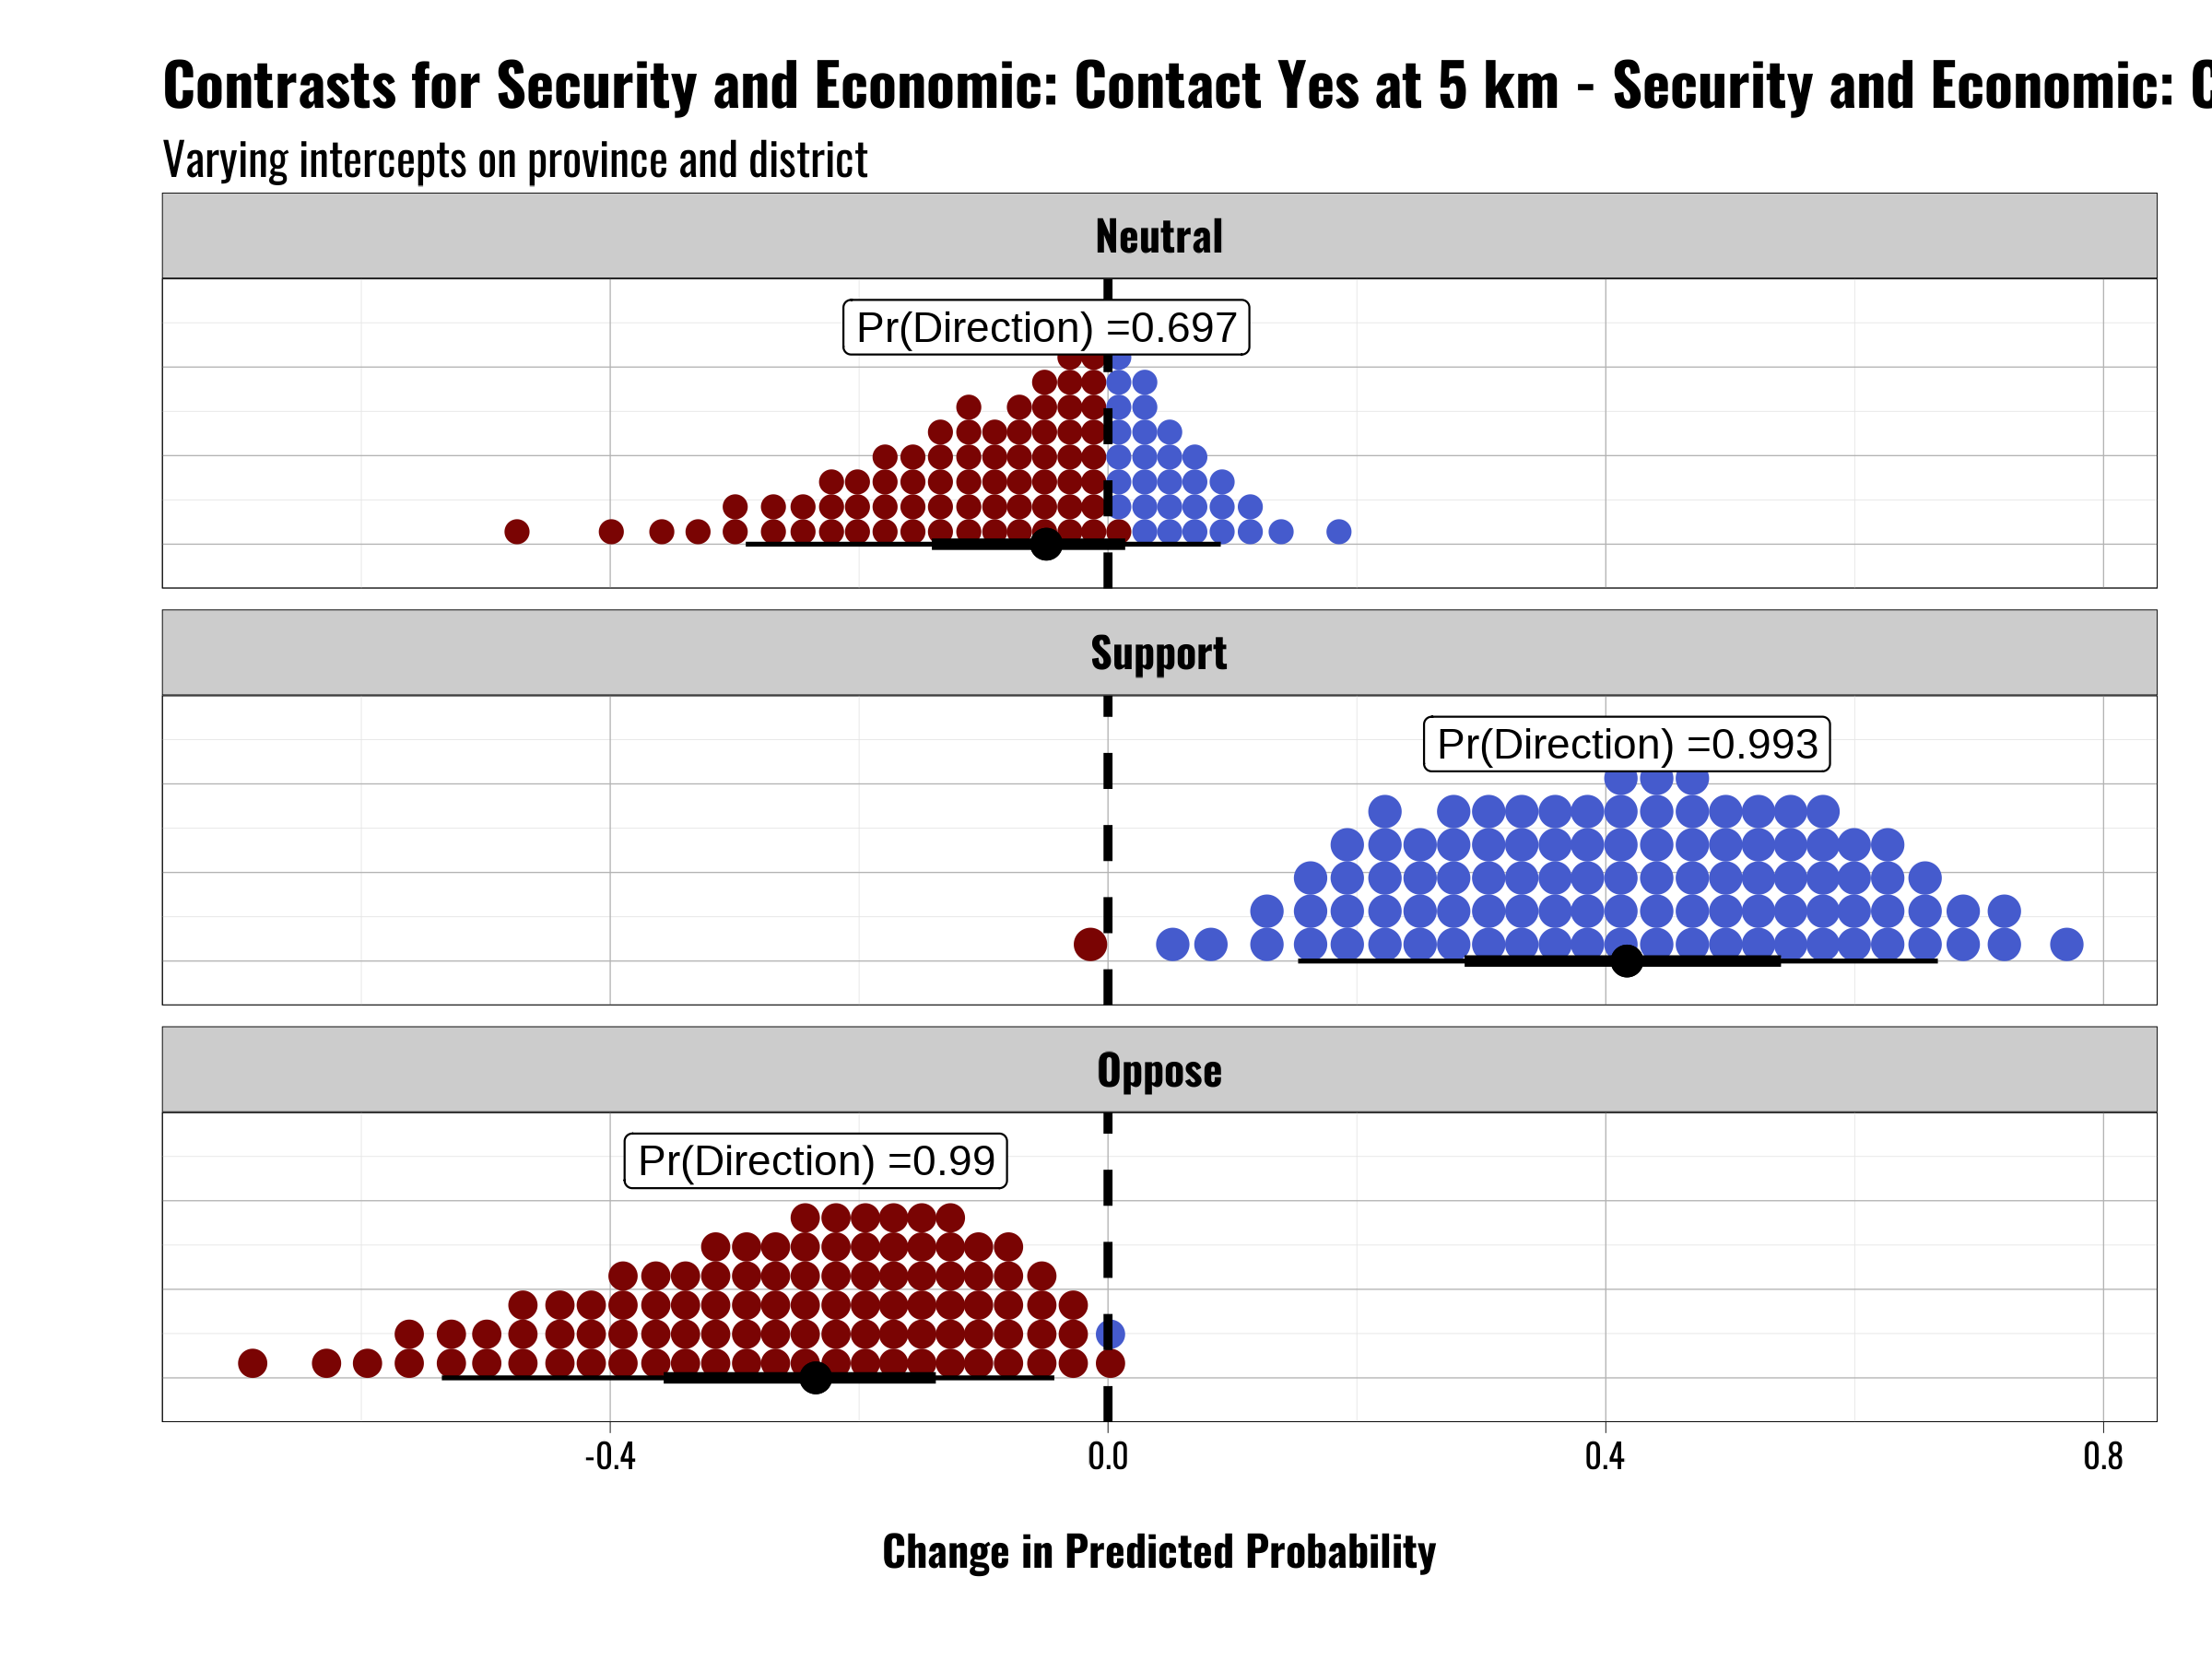 Contrasts for Security and Economic: Contact Yes at 5 km - Security and Economic:
Varying intercepts on province and district
Neutral
Pr(Direction) =0.697
Support
Pr(Direction) =0.993
Oppose
Pr(Direction) =0.99
-0.4 0.0 0.4 0.8
Change in Predicted Probability